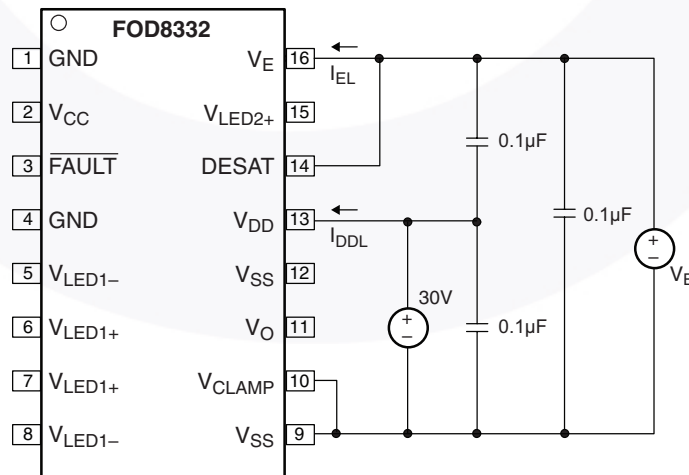 FOD8332
1 GND
2 VCC
3 FAULT
4 GND
5 VLED1–
6 VLED1+
7 VLED1+
8 VLED1–
VE 16
VLED2+ 15
DESAT 14
VDD 13
VSS 12
VO 11
VCLAMP 10
VSS 9
IEL
IDDL
0.1μF
0.1μF
30V
+
–
0.1μF
+
–
VE